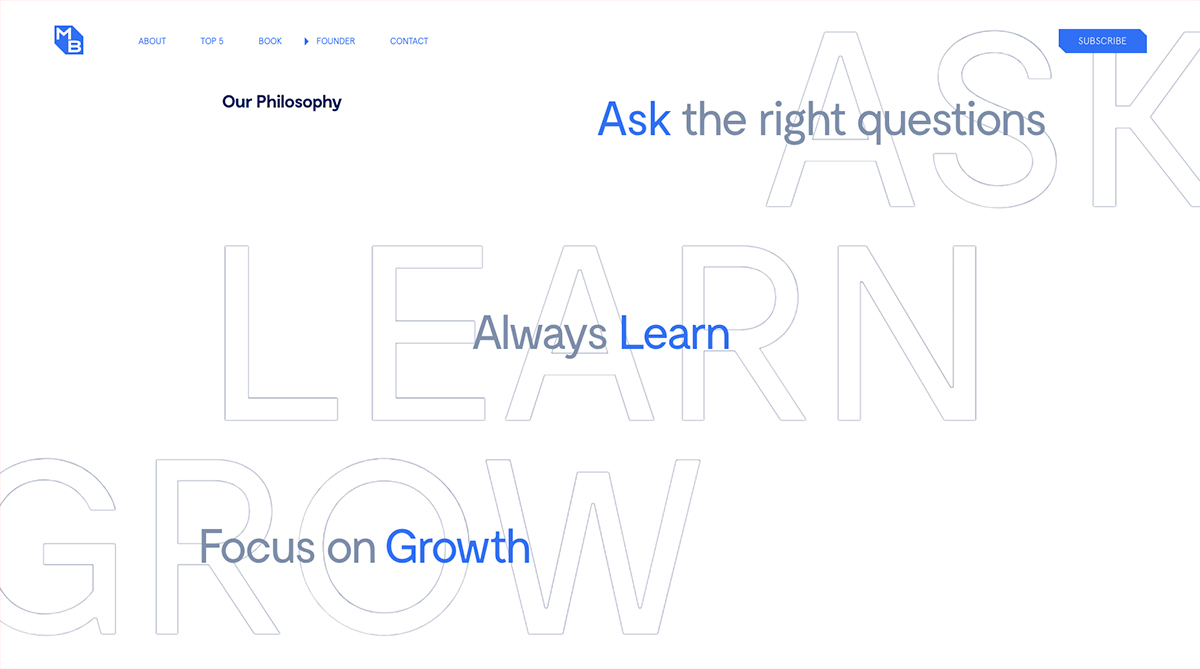 MB
ABOUT
TOP 5
BOOK
FOUNDER
CONTACT
SUBSCRIBE
Our Philosophy
ASK
Ask the right questions
LEARN
Always Learn
GROW
Focus on Growth